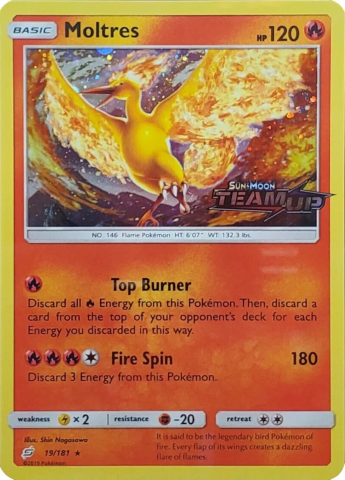 BASIC Moltres HP 120
SUN & MOON
TEAM UP
NO. 146 Flame Pokémon HT: 6'07" WT: 132.3 lbs.
Top Burner
Discard all Energy from this Pokémon. Then, discard a
card from the top of your opponent's deck for each
Energy you discarded in this way.
Fire Spin 180
Discard 3 Energy from this Pokémon.
weakness ×2 resistance -20 retreat
Illus. Shin Nagasawa
19/181 ★
©2019 Pokémon
It is said to be the legendary bird Pokémon of
fire. Every flap of its wings creates a dazzling
flare of flames.